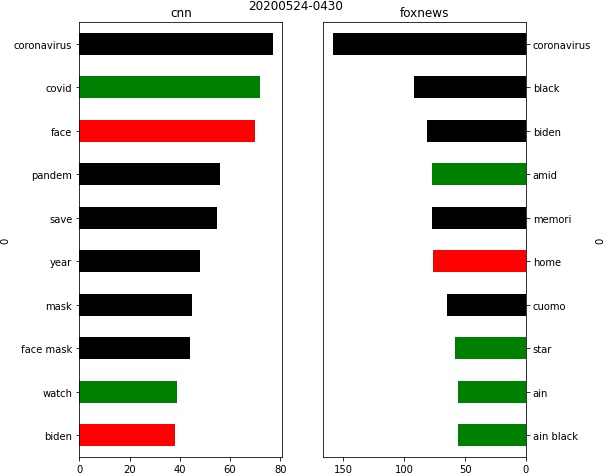 20200524-0430
cnn
foxnews
coronavirus
covid
face
pandem
save
year
mask
face mask
watch
biden
0
0 20 40 60 80
coronavirus
black
biden
amid
memori
home
cuomo
star
ain
ain black
0
150 100 50 0